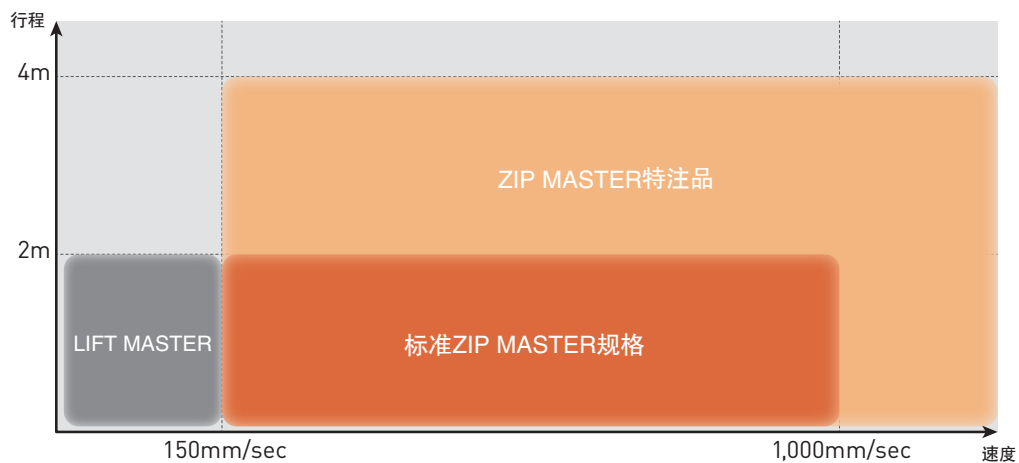 行程
4m
ZIP MASTER特注品
2m
LIFT MASTER
标准ZIP MASTER规格
150mm/sec
1,000mm/sec
速度